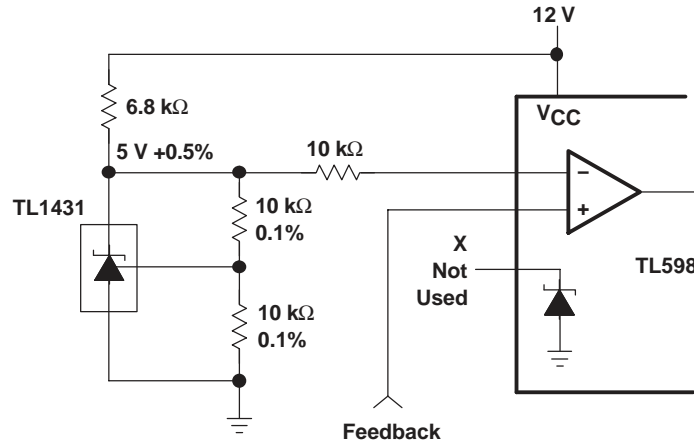 12 V
6.8 kΩ
VCC
5 V +0.5%
10 kΩ
–
TL1431
10 kΩ
0.1%
+
X
Not
Used
TL598
10 kΩ
0.1%
Feedback